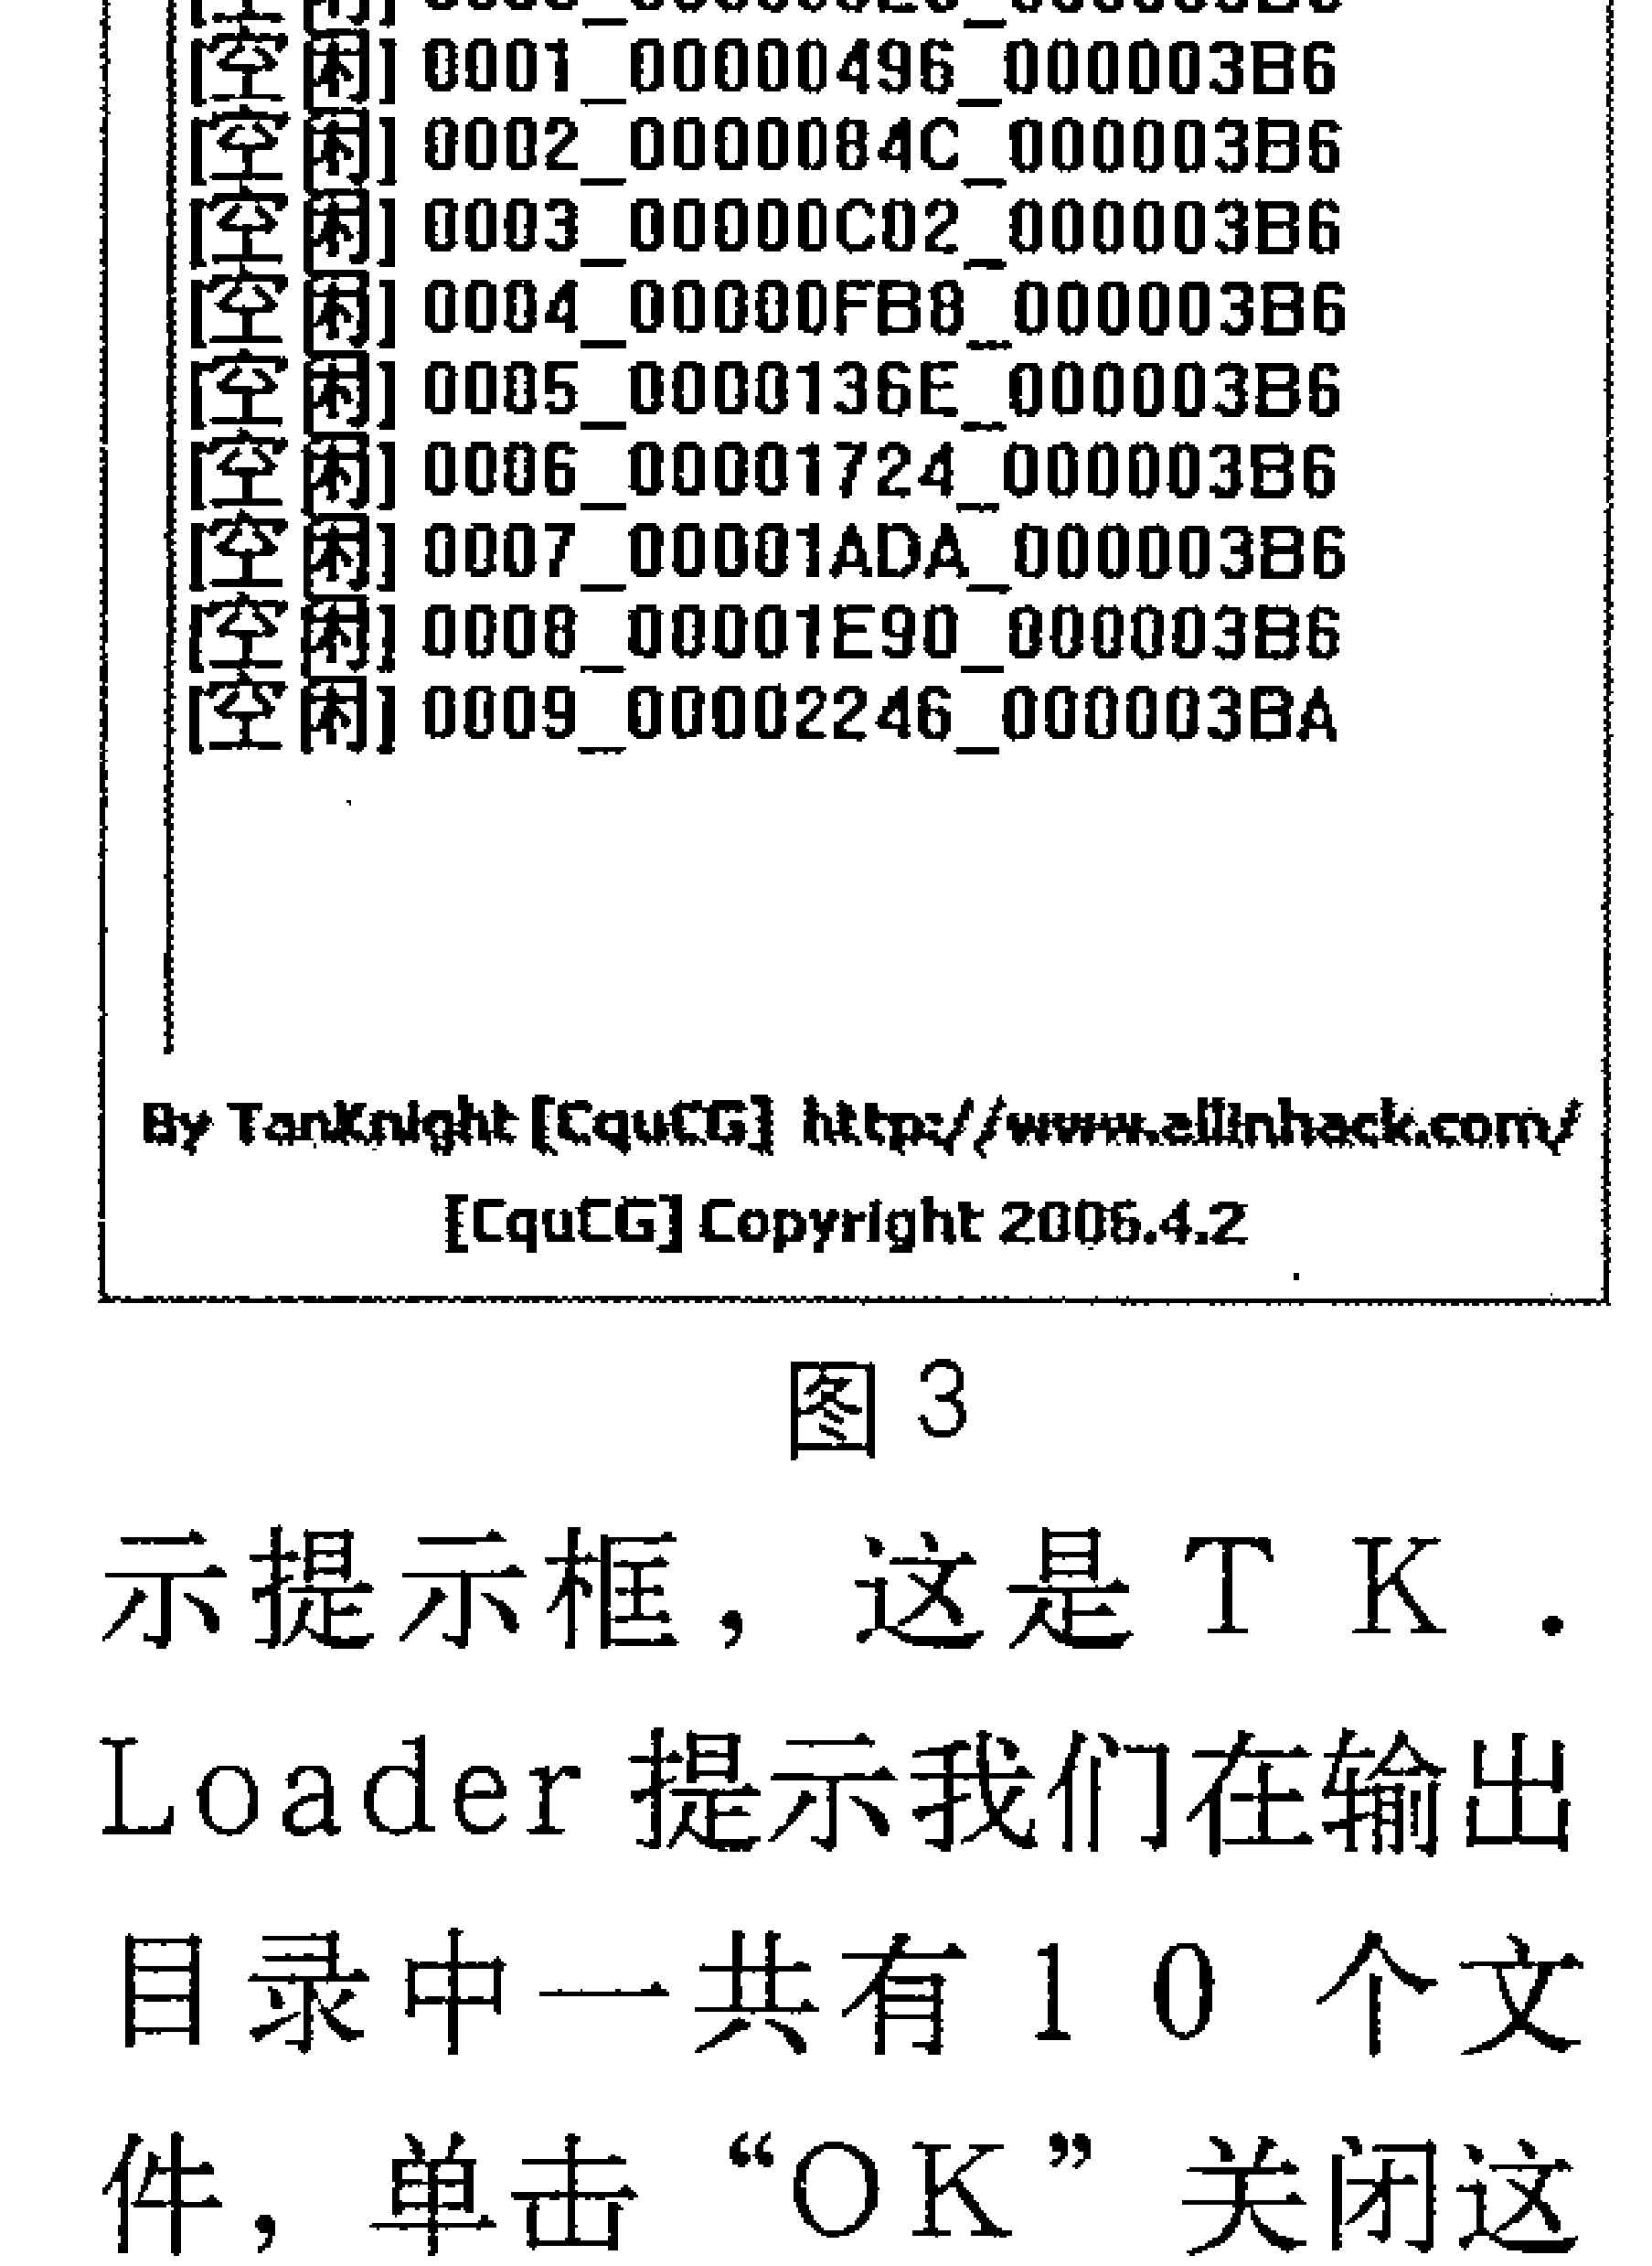 [空闲] 0001_00000496_000003B6
[空闲] 0002_0000084C_000003B6
[空闲] 0003_00000C02_000003B6
[空闲] 0004_00000FB8_000003B6
[空闲] 0005_0000136E_000003B6
[空闲] 0006_00001724_000003B6
[空闲] 0007_00001ADA_000003B6
[空闲] 0008_00001E90_000003B6
[空闲] 0009_00002246_000003BA
By TanKnight [CquCG] http://www.allinhack.com/
[CquCG] Copyright 2006.4.2
图 3
示提示框，这是TK.
Loader 提示我们在输出
目录中一共有10 个文
件，单击 “OK” 关闭这